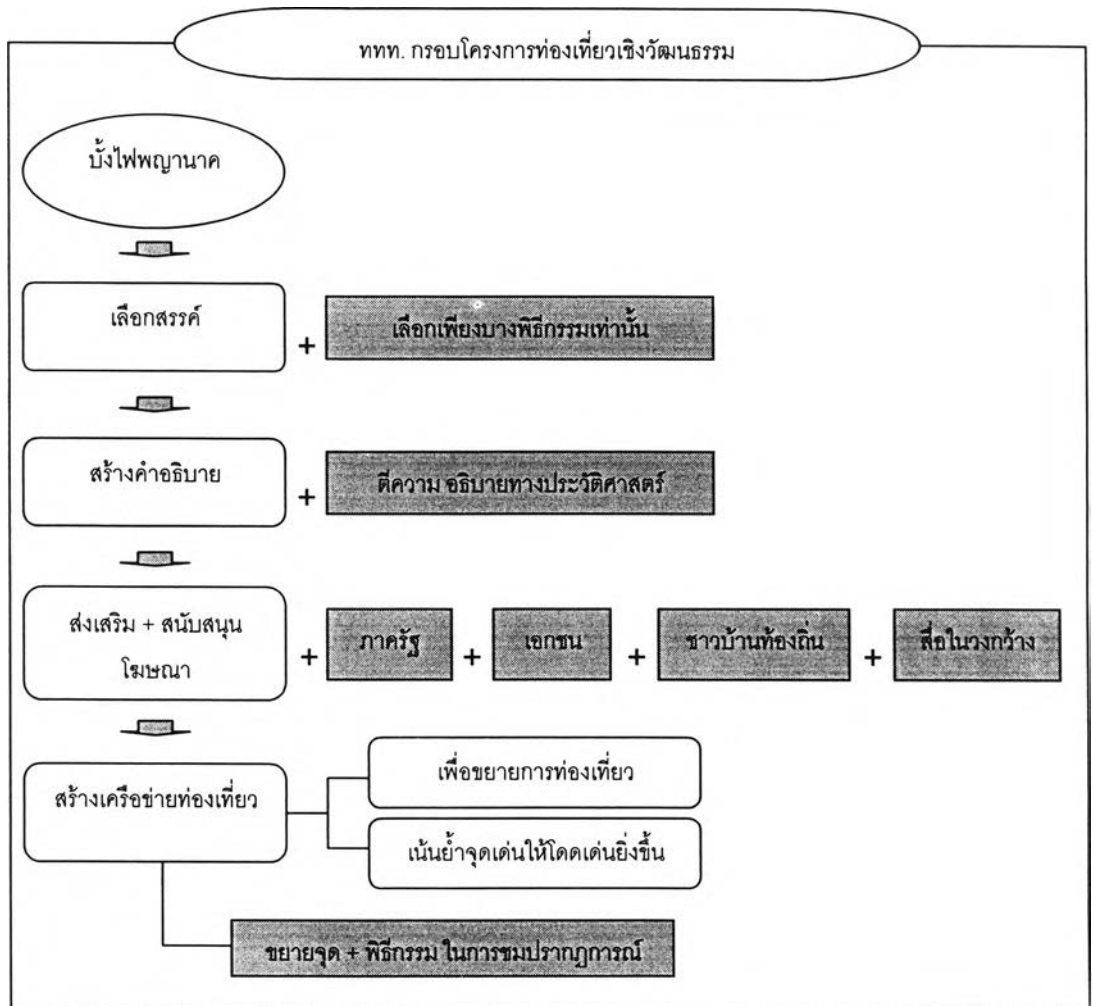 ททท. กรอบโครงการท่องเที่ยวเชิงวัฒนธรรม
บั้งไฟพญานาค
เลือกสรรค์
+ เลือกเพียงบางพิธีกรรมเท่านั้น
สร้างคำอธิบาย
+ ตีความ อธิบายทางประวัติศาสตร์
ส่งเสริม + สนับสนุน
โฆษณา
+ ภาครัฐ + เอกชน + ชาวบ้านท้องถิ่น + สื่อในวงกว้าง
สร้างเครือข่ายท่องเที่ยว
เพื่อขยายการท่องเที่ยว
เน้นย้ำจุดเด่นให้โดดเด่นยิ่งขึ้น
ขยายจุด + พิธีกรรม ในการชมปรากฏการณ์